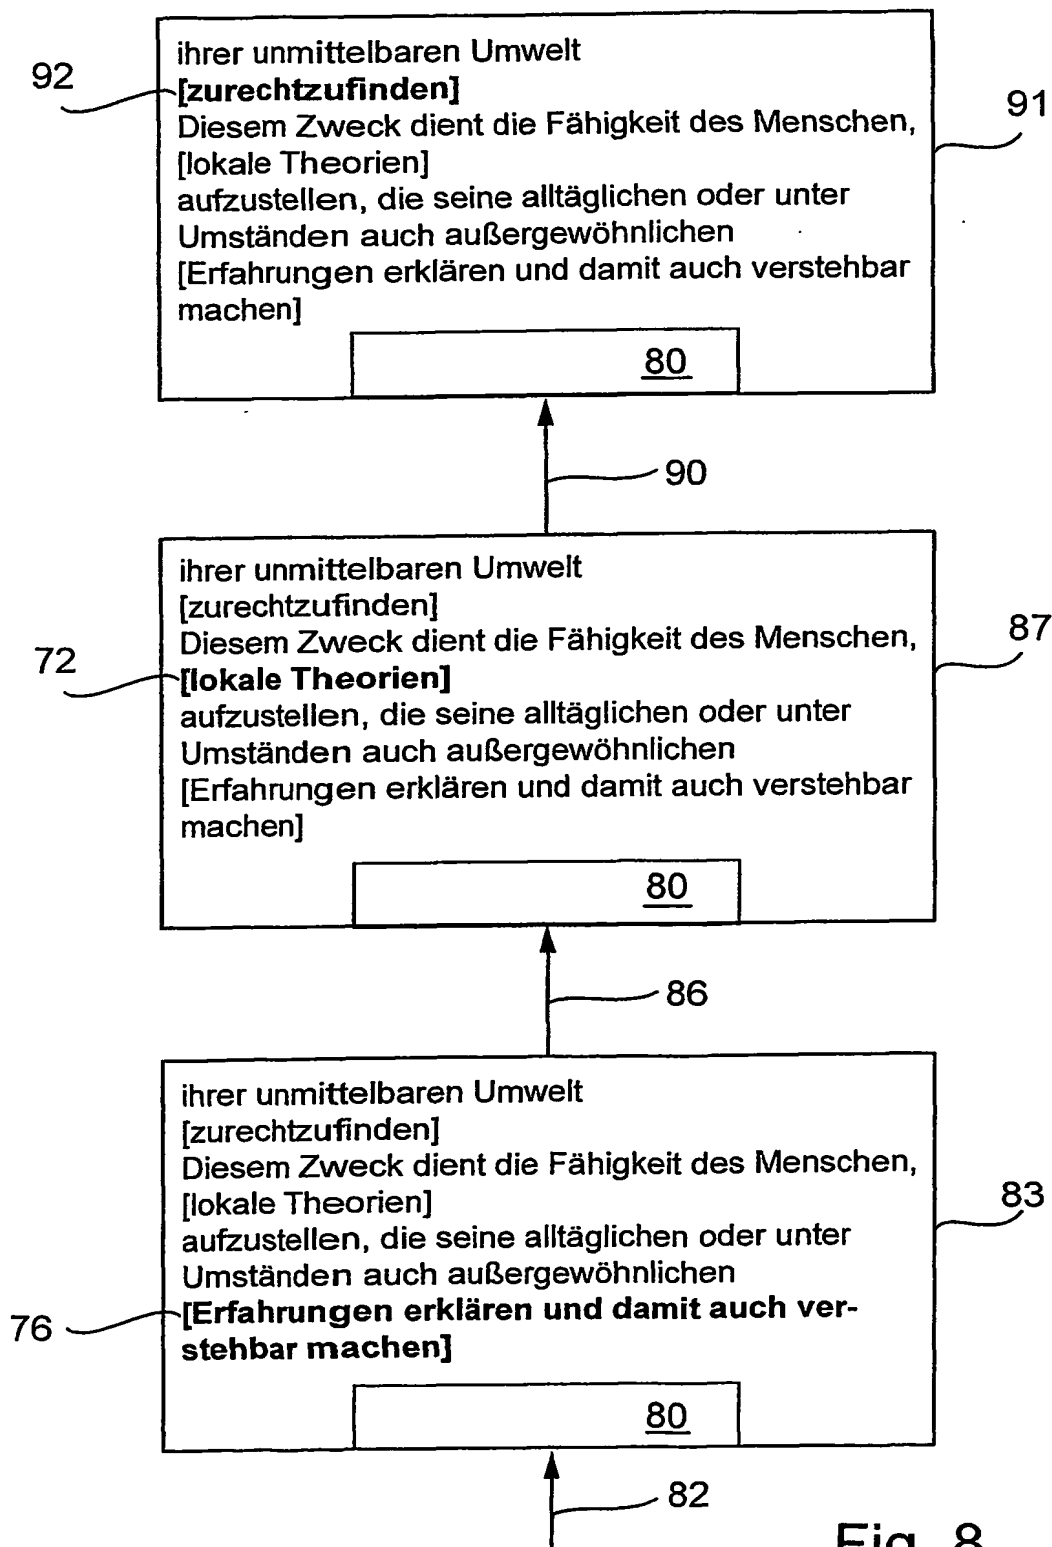 ihrer unmittelbaren Umwelt
92
[zurechtzufinden]
91
Diesem Zweck dient die Fähigkeit des Menschen,
[lokale Theorien]
aufzustellen, die seine alltäglichen oder unter
Umständen auch außergewöhnlichen
[Erfahrungen erklären und damit auch verstehbar
machen]
80
90
ihrer unmittelbaren Umwelt
[zurechtzufinden]
87
Diesem Zweck dient die Fähigkeit des Menschen,
72
[lokale Theorien]
aufzustellen, die seine alltäglichen oder unter
Umständen auch außergewöhnlichen
[Erfahrungen erklären und damit auch verstehbar
machen]
80
86
ihrer unmittelbaren Umwelt
[zurechtzufinden]
Diesem Zweck dient die Fähigkeit des Menschen,
83
[lokale Theorien]
aufzustellen, die seine alltäglichen oder unter
Umständen auch außergewöhnlichen
76
[Erfahrungen erklären und damit auch ver-
stehbar machen]
80
82
Fig. 8